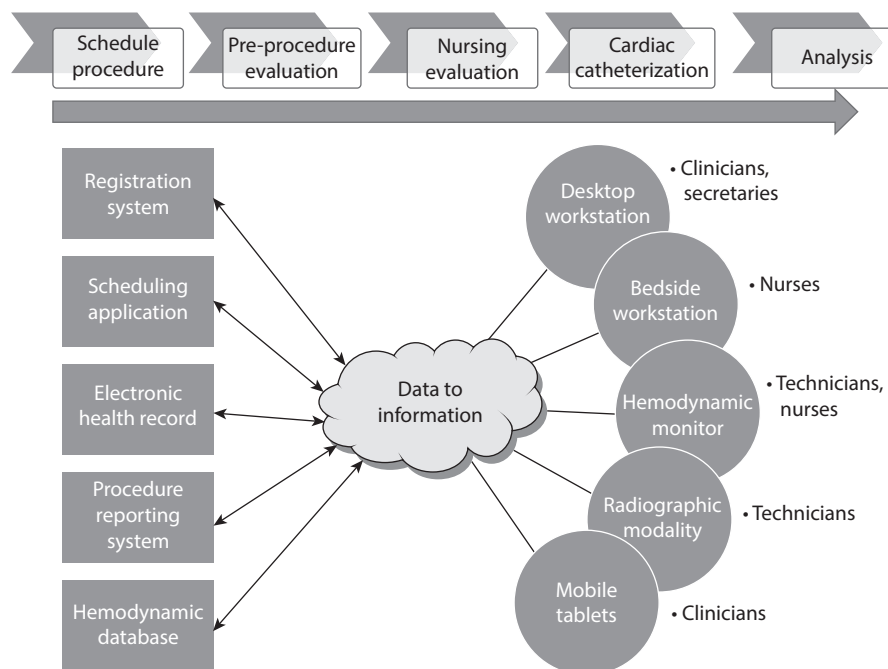 Schedule
procedure
Pre-procedure
evaluation
Nursing
evaluation
Cardiac
catheterization
Analysis
Registration
system
Scheduling
application
Electronic
health record
Procedure
reporting
system
Hemodynamic
database
Data to
information
Desktop
workstation
• Clinicians,
secretaries
Bedside
workstation
• Nurses
Hemodynamic
monitor
• Technicians,
nurses
Radiographic
modality
• Technicians
Mobile
tablets
• Clinicians